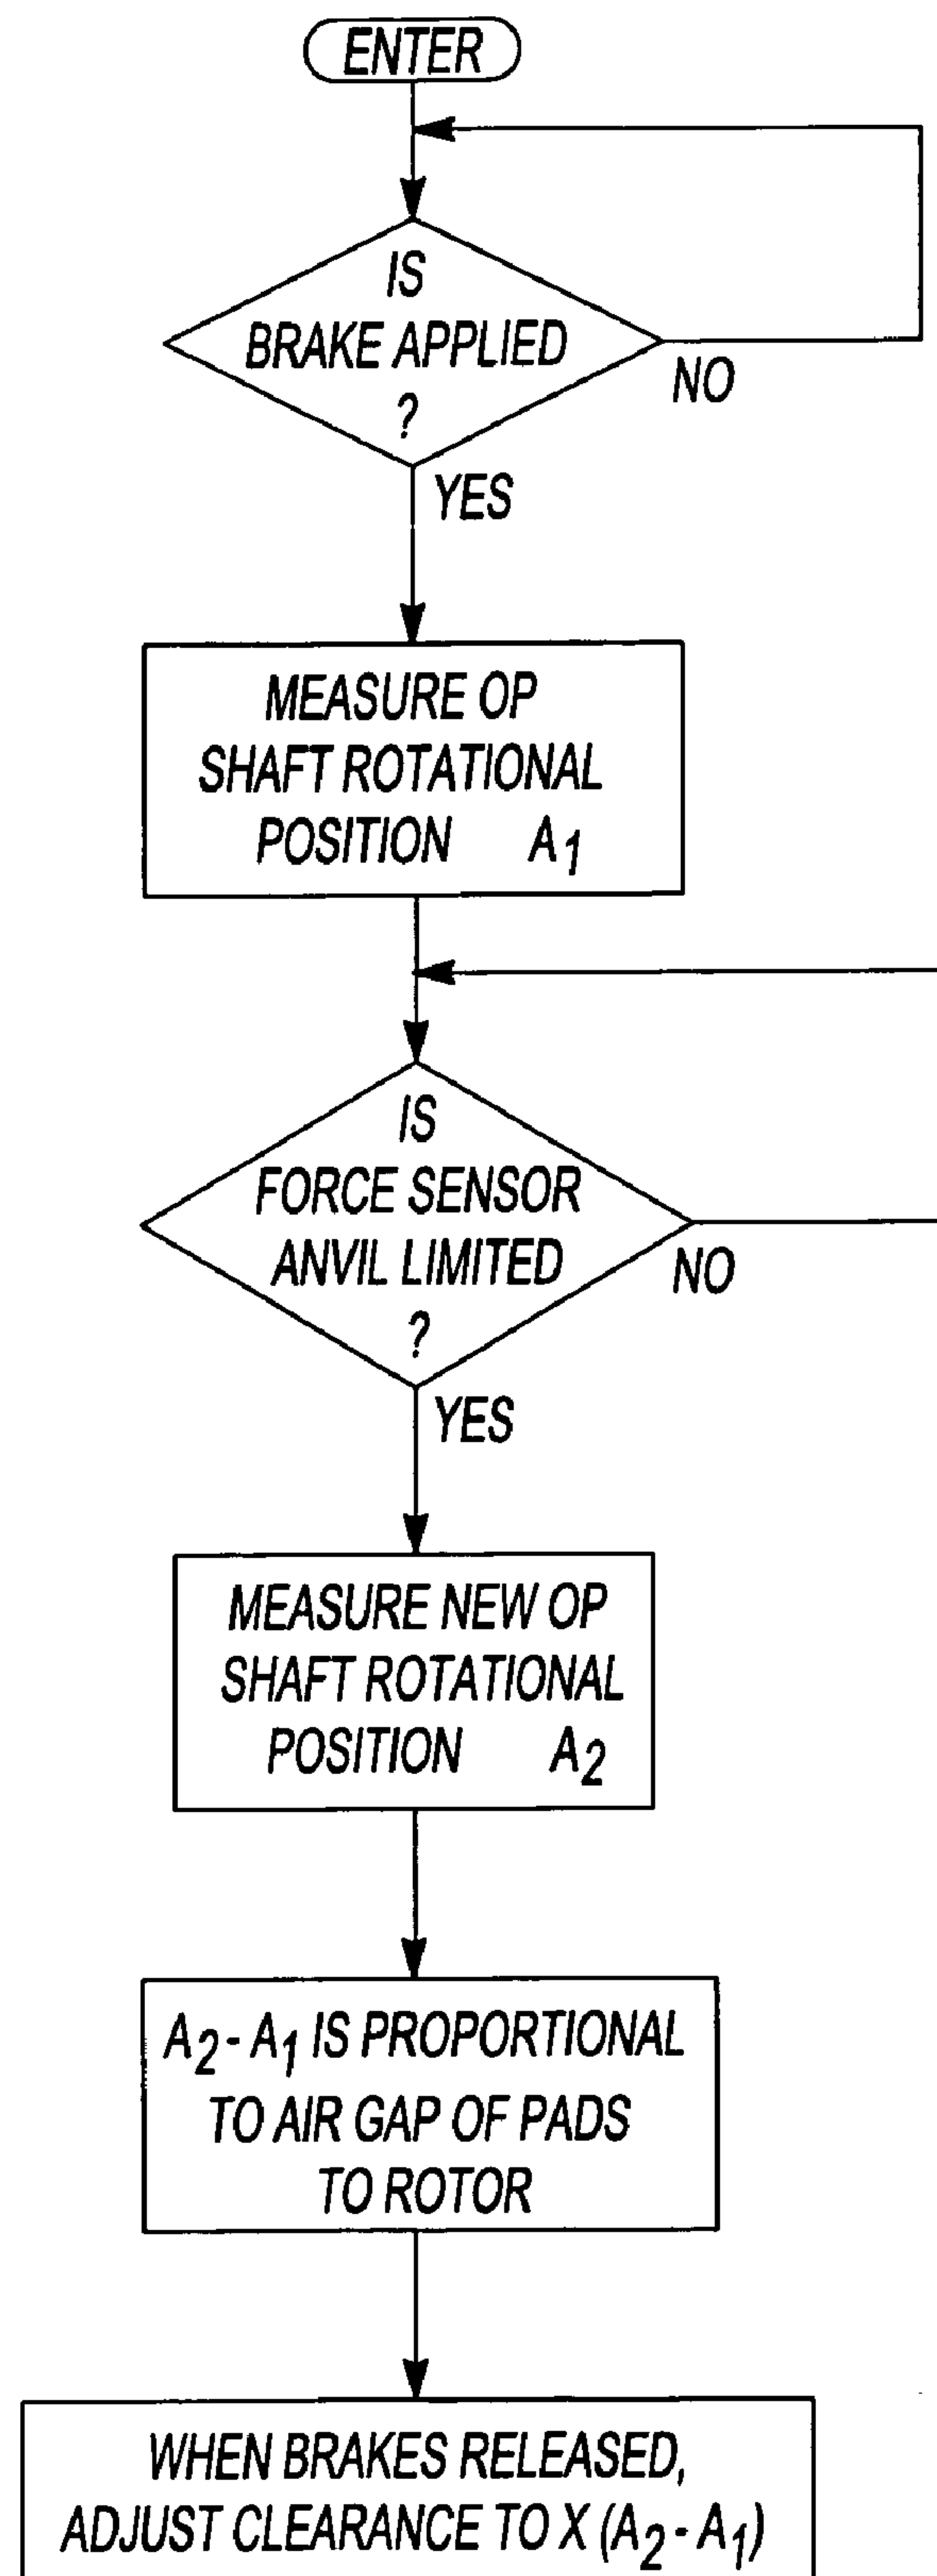 ENTER
IS
BRAKE APPLIED
?
NO
YES
MEASURE OP
SHAFT ROTATIONAL
POSITION A1
IS
FORCE SENSOR
ANVIL LIMITED
?
NO
YES
MEASURE NEW OP
SHAFT ROTATIONAL
POSITION A2
A2 - A1 IS PROPORTIONAL
TO AIR GAP OF PADS
TO ROTOR
WHEN BRAKES RELEASED,
ADJUST CLEARANCE TO X (A2 - A1)